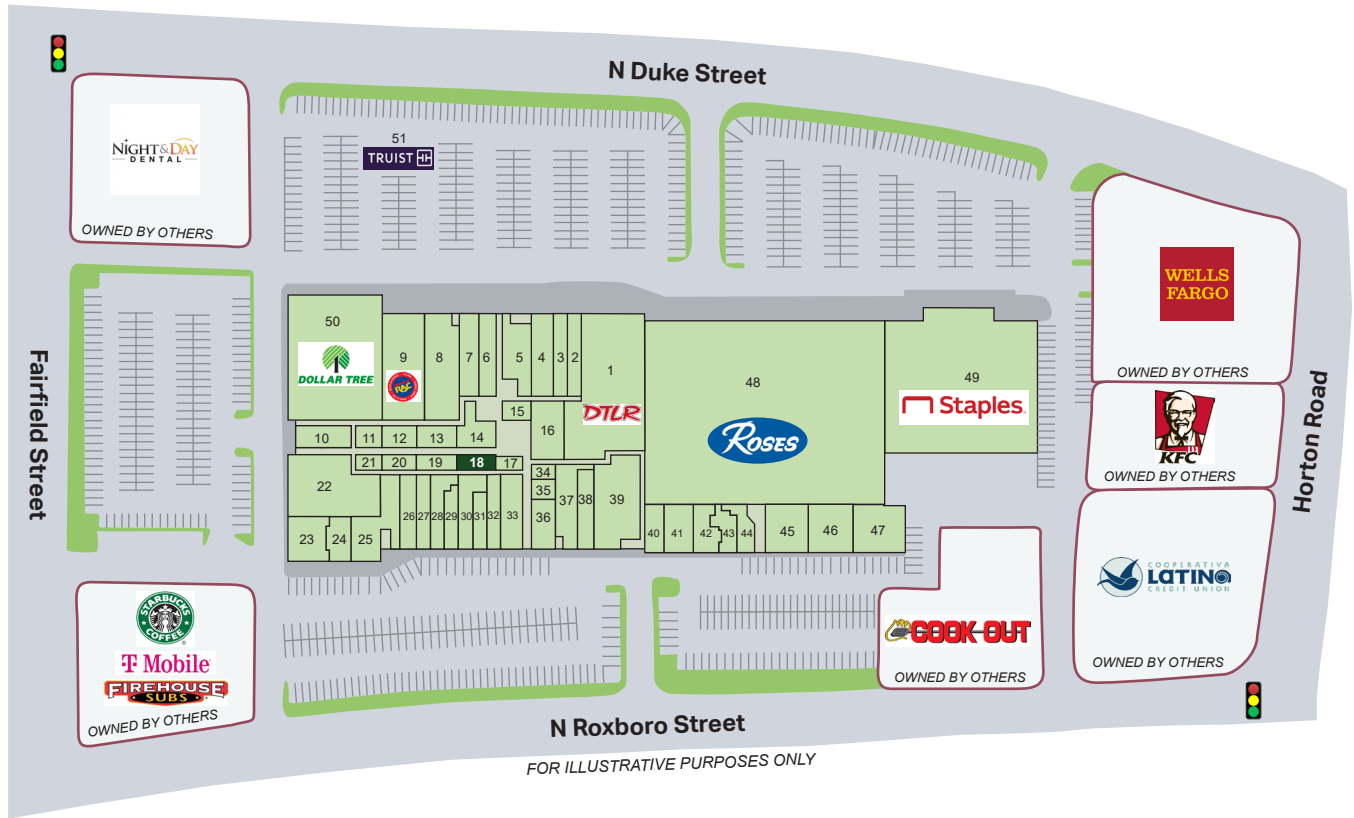 N Duke Street
NIGHT & DAY
DENTAL
OWNED BY OTHERS
51
TRUIST
WELLS
FARGO
OWNED BY OTHERS
KFC
OWNED BY OTHERS
COOPERATIVA
LATINO
CREDIT UNION
OWNED BY OTHERS
Horton Road
Fairfield Street
50
DOLLAR TREE
9
RAC
8
7
6
5
4
3
2
1
DTLR
48
ROSES
49
Staples
10
11
12
13
14
15
16
21
20
19
18
17
22
23
24
25
26
27
28
29
30
31
32
33
34
35
36
37
38
39
40
41
42
43
44
45
46
47
STARBUCKS
COFFEE
T Mobile
FIREHOUSE
SUBS
OWNED BY OTHERS
COOK OUT
OWNED BY OTHERS
N Roxboro Street
FOR ILLUSTRATIVE PURPOSES ONLY